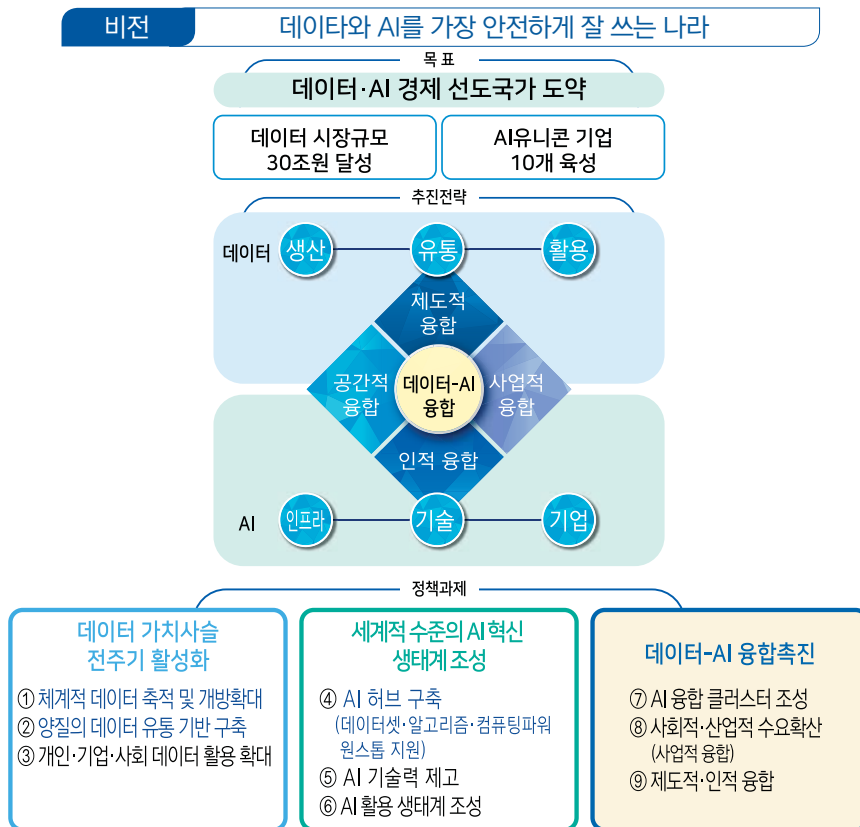 비전
데이타와 AI를 가장 안전하게 잘 쓰는 나라
목 표
데이터·AI 경제 선도국가 도약
데이터 시장규모
30조원 달성
AI유니콘 기업
10개 육성
추진전략
데이터
생산
유통
활용
제도적
융합
공간적
융합
데이터-AI
융합
사업적
융합
인적 융합
AI
인프라
기술
기업
정책과제
데이터 가치사슬
전주기 활성화
① 체계적 데이터 축적 및 개방확대
② 양질의 데이터 유통 기반 구축
③ 개인·기업·사회 데이터 활용 확대
세계적 수준의 AI 혁신
생태계 조성
④ AI 허브 구축
(데이터셋·알고리즘·컴퓨팅파워
원스톱 지원)
⑤ AI 기술력 제고
⑥ AI 활용 생태계 조성
데이터-AI 융합촉진
⑦ AI 융합 클러스터 조성
⑧ 사회적·산업적 수요확산
(사업적 융합)
⑨ 제도적·인적 융합